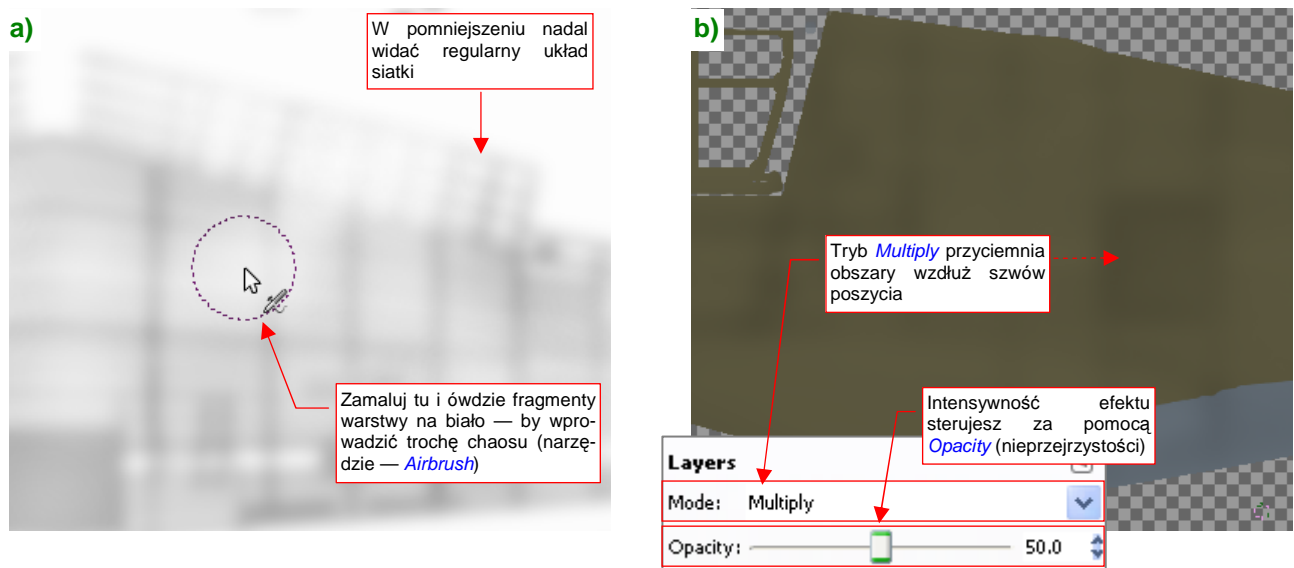 a)
W pomniejszeniu nadal
widać regularny układ
siatki
Zamaluj tu i ówdzie fragmenty
warstwy na biało — by wpro-
wadzić trochę chaosu (narzę-
dzie — Airbrush)
b)
Tryb Multiply przyciemnia
obszary wzdłuż szwów
poszycia
Intensywność efektu
sterujesz za pomocą
Opacity (nieprzejrzystości)
Layers
Mode: Multiply
Opacity: 50.0